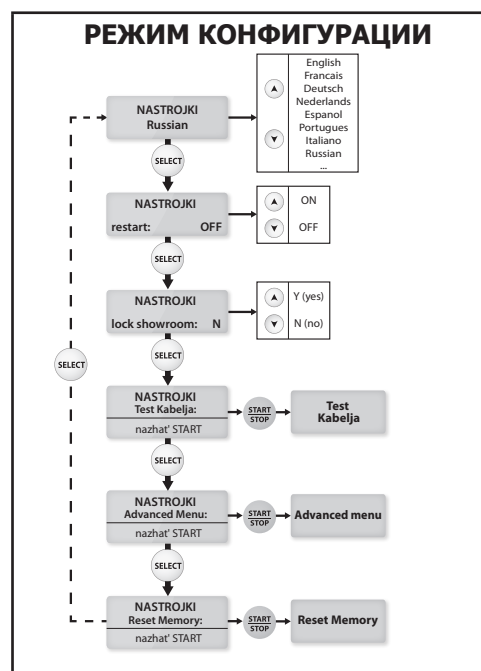 РЕЖИМ КОНФИГУРАЦИИ
NASTROJKI
Russian
English
Francais
Deutsch
Nederlands
Espanol
Portugues
Italiano
Russian
...
SELECT
NASTROJKI
restart: OFF
ON
OFF
SELECT
NASTROJKI
lock showroom: N
Y (yes)
N (no)
SELECT
SELECT
NASTROJKI
Test Kabelja:
nazhat' START
START
STOP
Test
Kabelja
SELECT
NASTROJKI
Advanced Menu:
nazhat' START
START
STOP
Advanced menu
SELECT
NASTROJKI
Reset Memory:
nazhat' START
START
STOP
Reset Memory